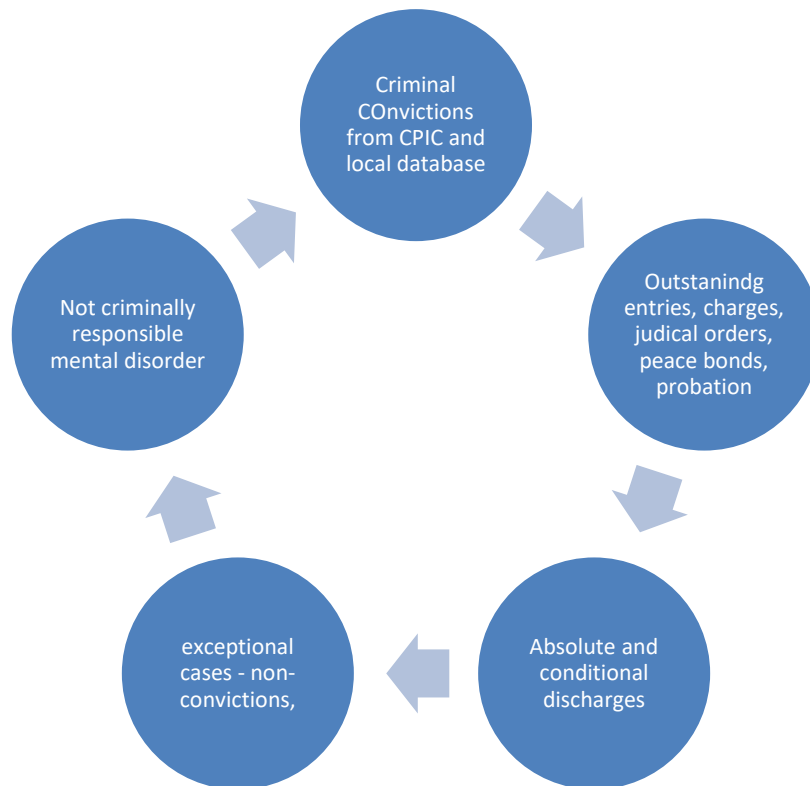 Criminal
COnvictions
from CPIC and
local database
Outstanindg
entries, charges,
judical orders,
peace bonds,
probation
Absolute and
conditional
discharges
exceptional
cases - non-
convictions,
Not criminally
responsible
mental disorder